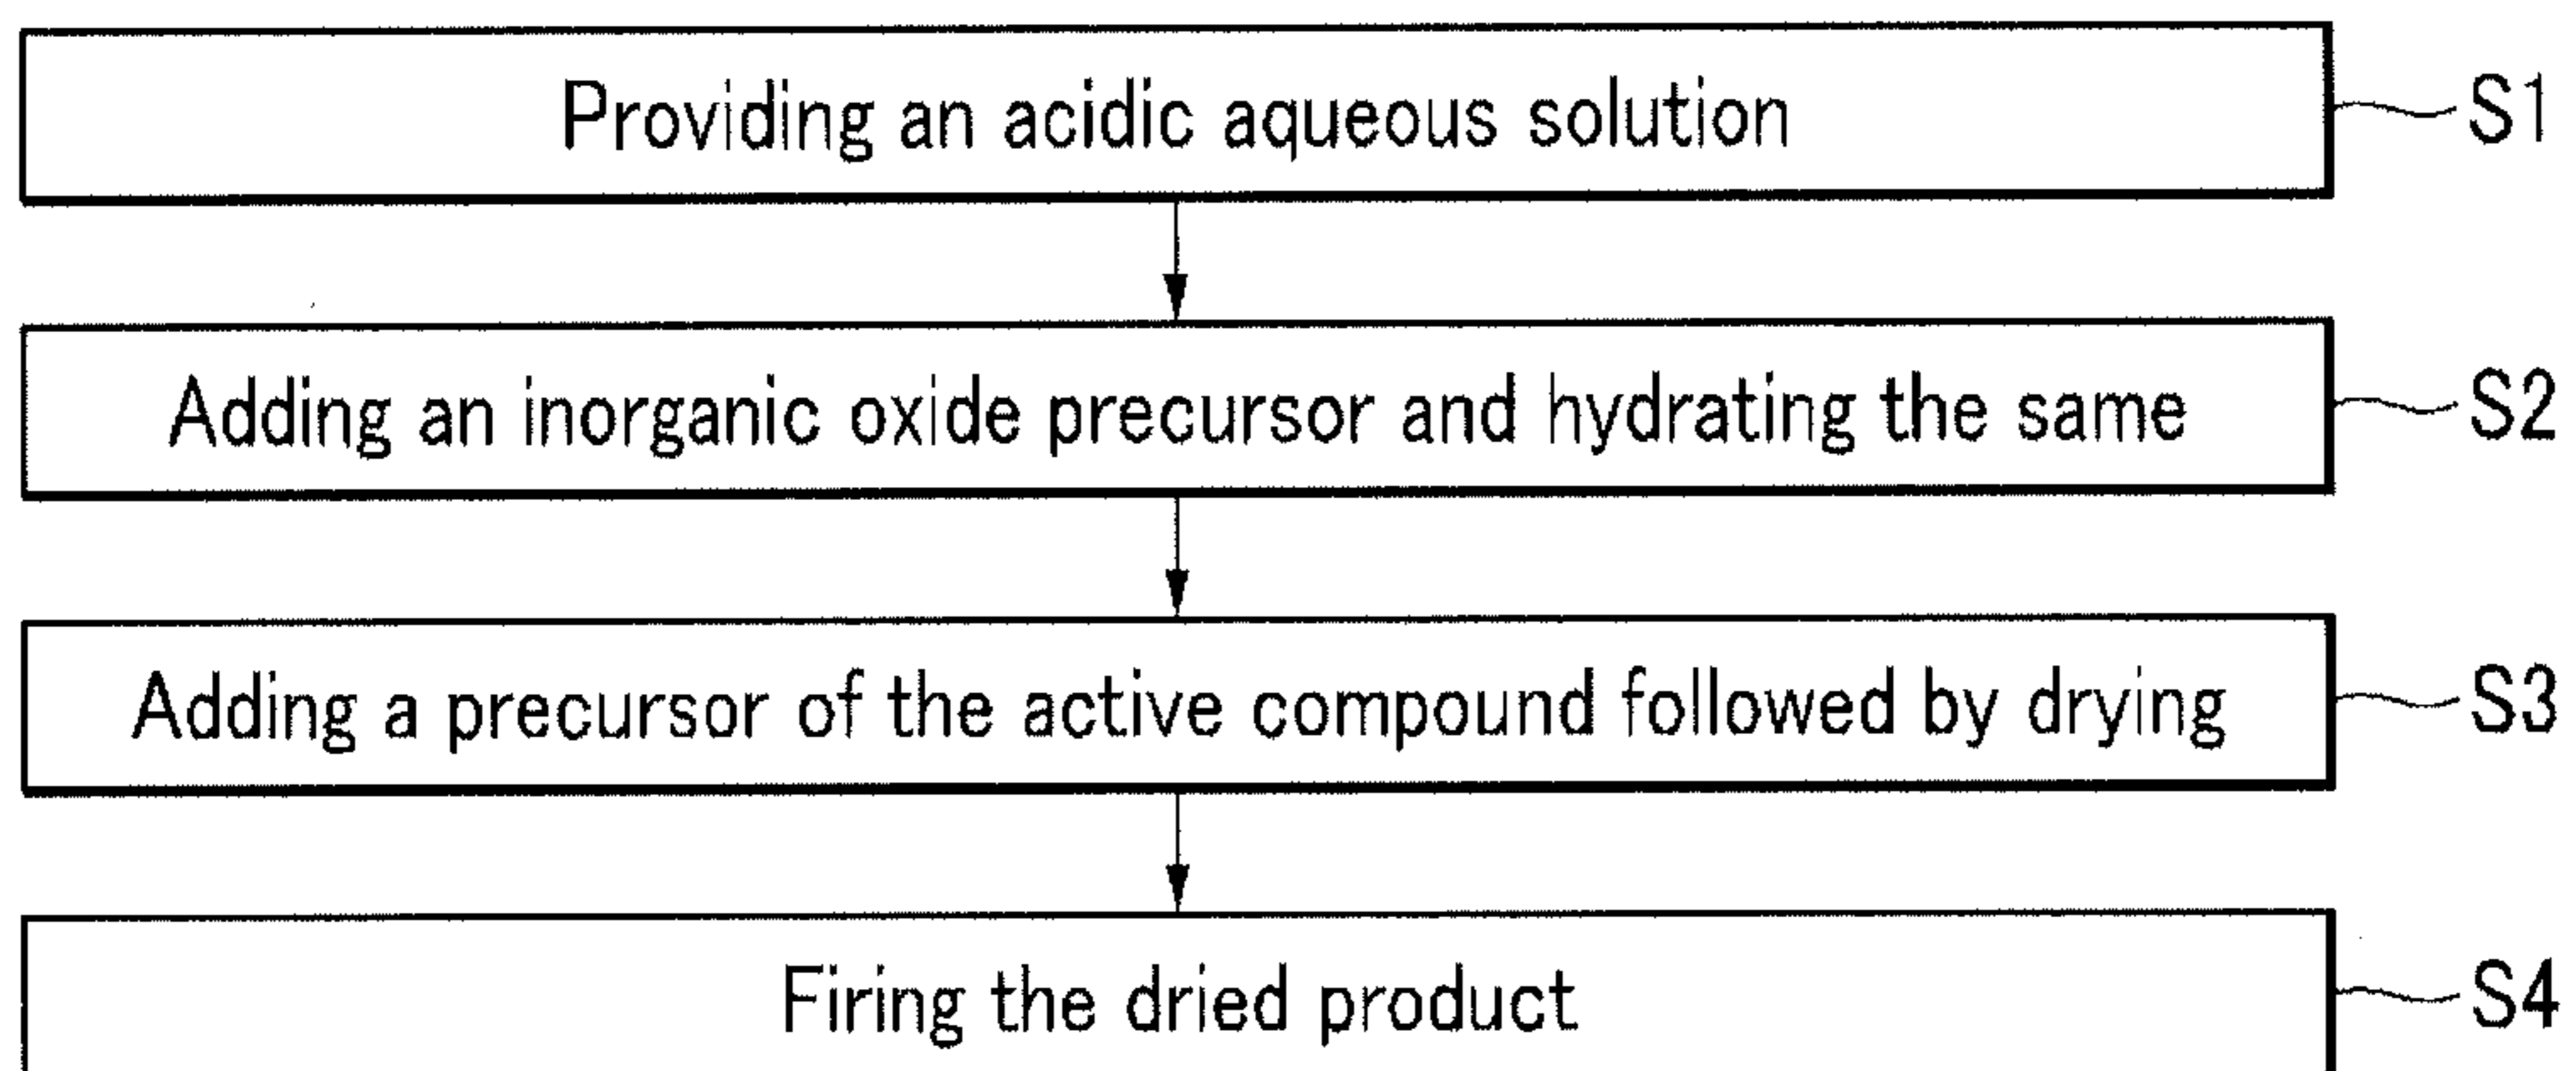 Providing an acidic aqueous solution S1
Adding an inorganic oxide precursor and hydrating the same S2
Adding a precursor of the active compound followed by drying S3
Firing the dried product S4